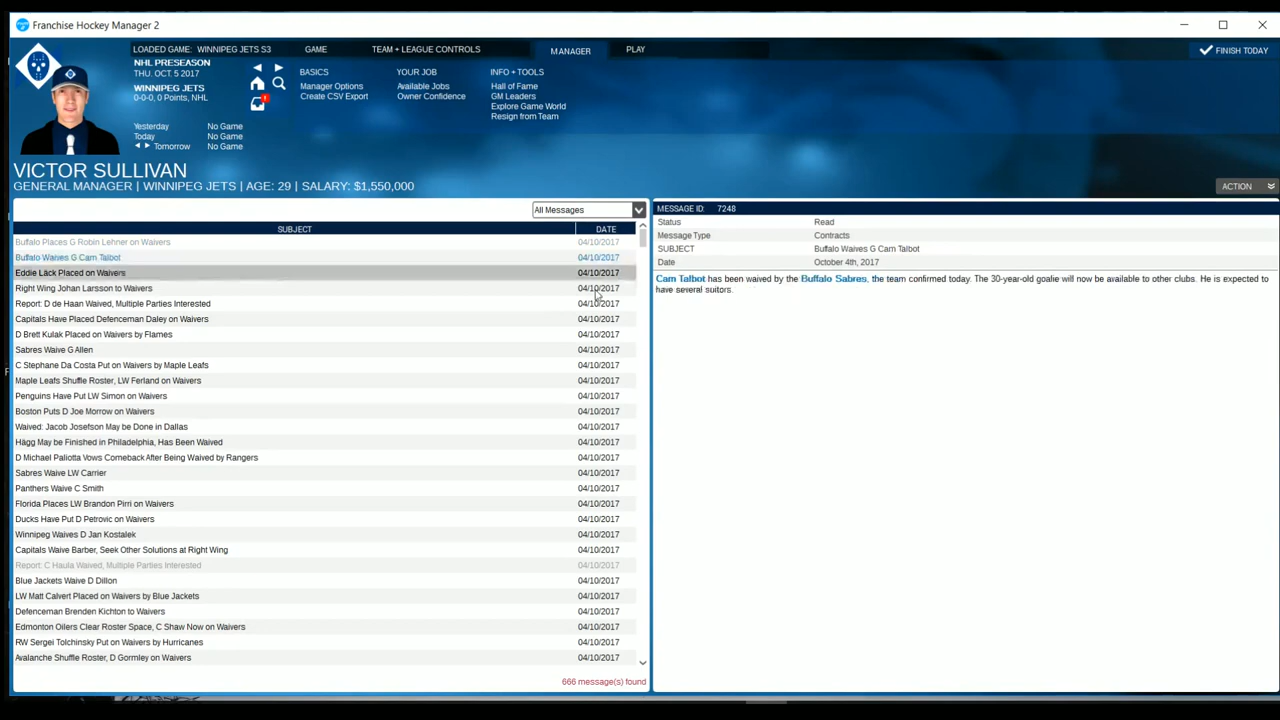 Franchise Hockey Manager 2
LOADED GAME: WINNIPEG JETS S3
GAME
TEAM + LEAGUE CONTROLS
MANAGER
PLAY
FINISH TODAY
NHL PRESEASON
THU. OCT. 5 2017
WINNIPEG JETS
0-0-0, 0 Points, NHL
Yesterday No Game
Today No Game
Tomorrow No Game
BASICS
Manager Options
Create CSV Export
YOUR JOB
Available Jobs
Owner Confidence
INFO + TOOLS
Hall of Fame
GM Leaders
Explore Game World
Resign from Team
VICTOR SULLIVAN
GENERAL MANAGER | WINNIPEG JETS | AGE: 29 | SALARY: $1,550,000
ACTION
All Messages
SUBJECT DATE
Buffalo Places G Robin Lehner on Waivers 04/10/2017
Buffalo Waives G Cam Talbot 04/10/2017
Eddie Läck Placed on Waivers 04/10/2017
Right Wing Johan Larsson to Waivers 04/10/2017
Report: D de Haan Waived, Multiple Parties Interested 04/10/2017
Capitals Have Placed Defenceman Daley on Waivers 04/10/2017
D Brett Kulak Placed on Waivers by Flames 04/10/2017
Sabres Waive G Allen 04/10/2017
C Stephane Da Costa Put on Waivers by Maple Leafs 04/10/2017
Maple Leafs Shuffle Roster, LW Ferland on Waivers 04/10/2017
Penguins Have Put LW Simon on Waivers 04/10/2017
Boston Puts D Joe Morrow on Waivers 04/10/2017
Waived: Jacob Josefson May be Done in Dallas 04/10/2017
Hägg May be Finished in Philadelphia, Has Been Waived 04/10/2017
D Michael Paliotta Vows Comeback After Being Waived by Rangers 04/10/2017
Sabres Waive LW Carrier 04/10/2017
Panthers Waive C Smith 04/10/2017
Florida Places LW Brandon Pirri on Waivers 04/10/2017
Ducks Have Put D Petrovic on Waivers 04/10/2017
Winnipeg Waives D Jan Kostalek 04/10/2017
Capitals Waive Barber, Seek Other Solutions at Right Wing 04/10/2017
Report: C Haula Waived, Multiple Parties Interested 04/10/2017
Blue Jackets Waive D Dillon 04/10/2017
LW Matt Calvert Placed on Waivers by Blue Jackets 04/10/2017
Defenceman Brenden Kichton to Waivers 04/10/2017
Edmonton Oilers Clear Roster Space, C Shaw Now on Waivers 04/10/2017
RW Sergei Tolchinsky Put on Waivers by Hurricanes 04/10/2017
Avalanche Shuffle Roster, D Gormley on Waivers 04/10/2017
666 message(s) found
MESSAGE ID: 7248
Status Read
Message Type Contracts
SUBJECT Buffalo Waives G Cam Talbot
Date October 4th, 2017
Cam Talbot has been waived by the Buffalo Sabres, the team confirmed today. The 30-year-old goalie will now be available to other clubs. He is expected to
have several suitors.